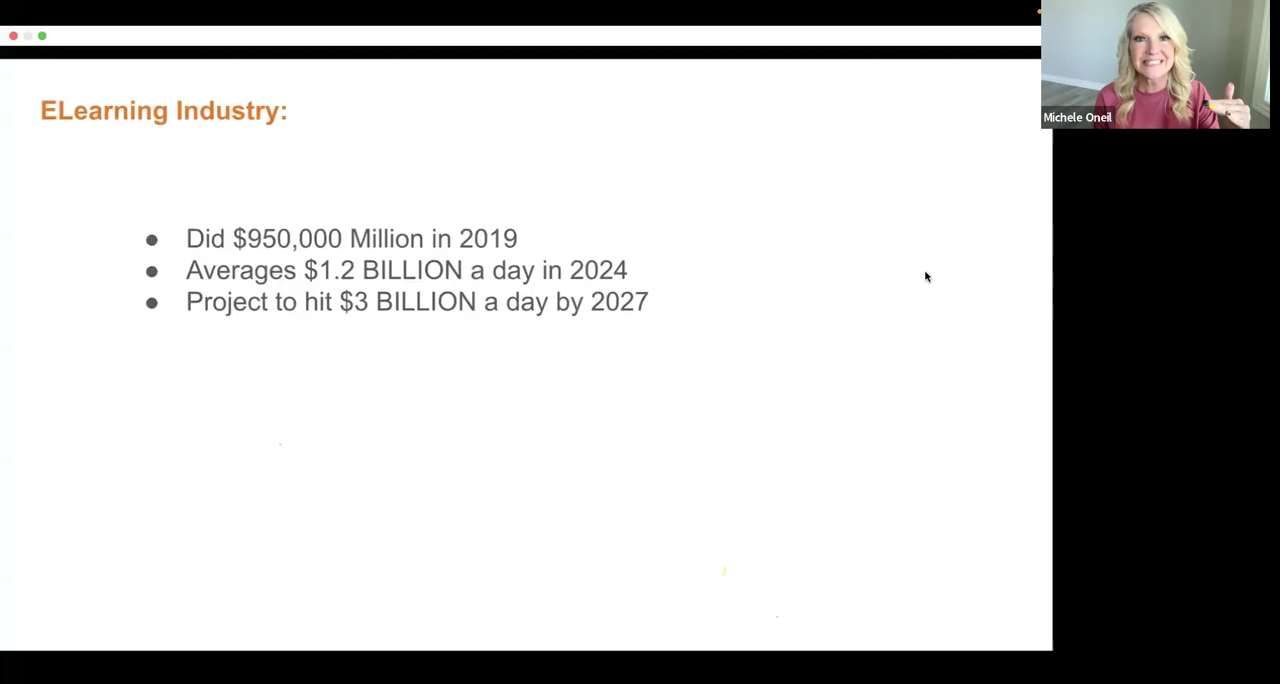 ELearning Industry:
● Did $950,000 Million in 2019
● Averages $1.2 BILLION a day in 2024
● Project to hit $3 BILLION a day by 2027
Michele Oneil